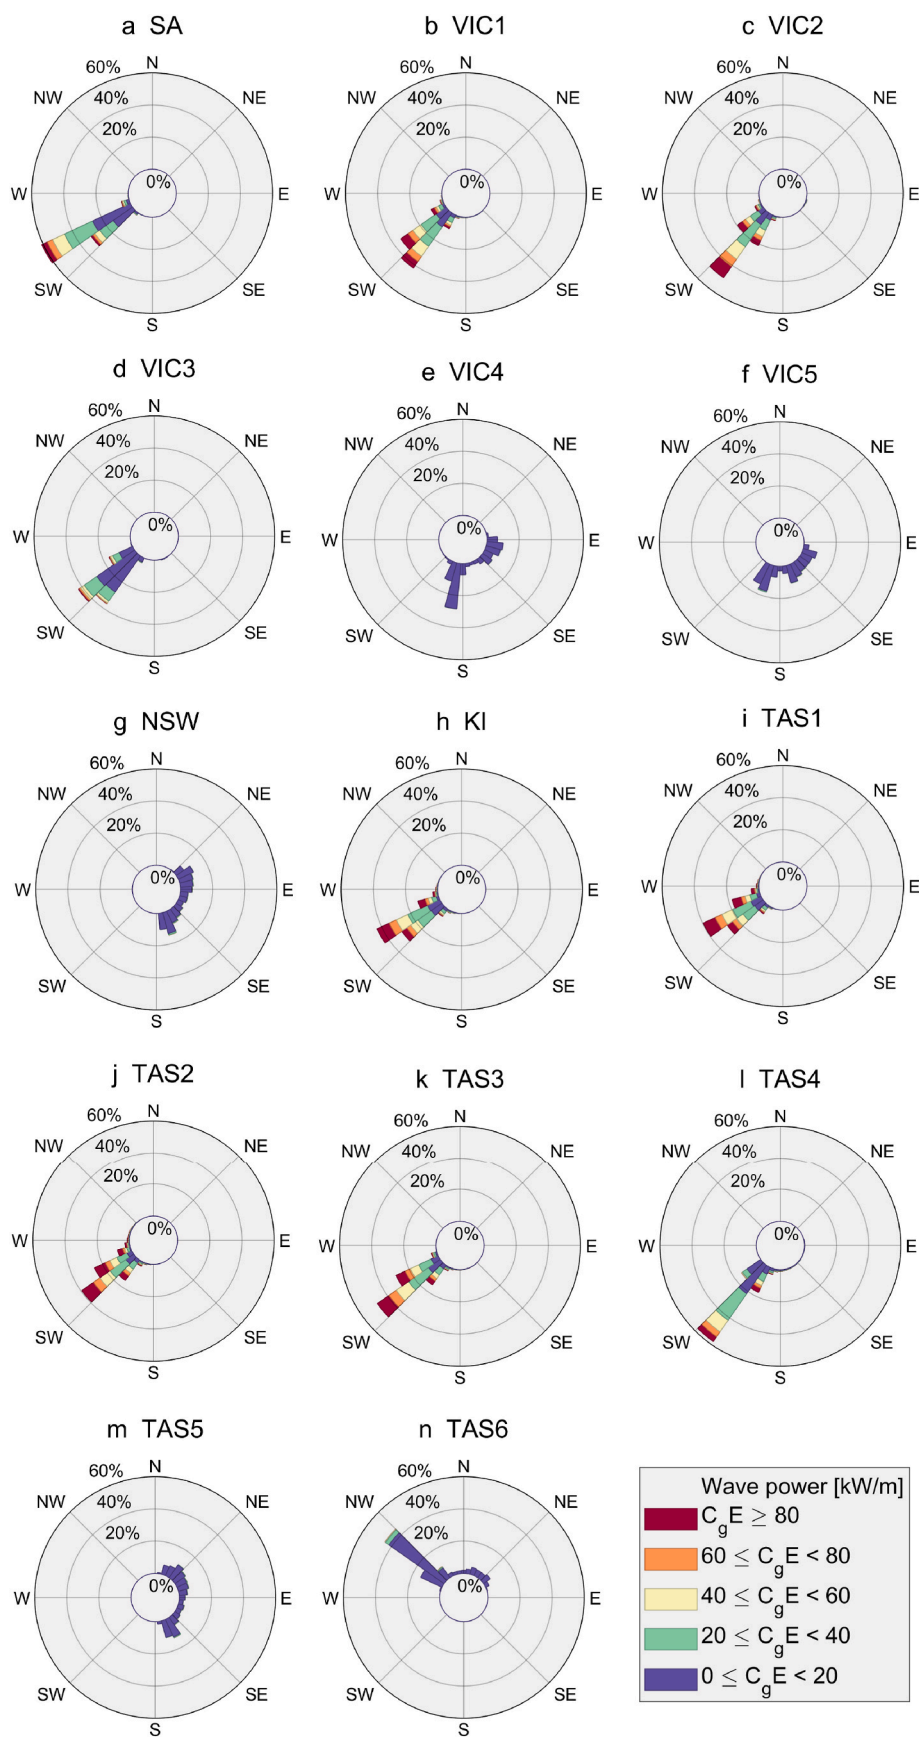 a SA
b VIC1
c VIC2
N
60%
40%
20%
0%
NW
NE
W
E
SW
SE
S
N
60%
40%
20%
0%
NW
NE
W
E
SW
SE
S
N
60%
40%
20%
0%
NW
NE
W
E
SW
SE
S
d VIC3
e VIC4
f VIC5
N
60%
40%
20%
0%
NW
NE
W
E
SW
SE
S
N
60%
40%
20%
0%
NW
NE
W
E
SW
SE
S
N
60%
40%
20%
0%
NW
NE
W
E
SW
SE
S
g NSW
h KI
i TAS1
N
60%
40%
20%
0%
NW
NE
W
E
SW
SE
S
N
60%
40%
20%
0%
NW
NE
W
E
SW
SE
S
N
60%
40%
20%
0%
NW
NE
W
E
SW
SE
S
j TAS2
k TAS3
l TAS4
N
60%
40%
20%
0%
NW
NE
W
E
SW
SE
S
N
60%
40%
20%
0%
NW
NE
W
E
SW
SE
S
N
60%
40%
20%
0%
NW
NE
W
E
SW
SE
S
m TAS5
n TAS6
N
60%
40%
20%
0%
NW
NE
W
E
SW
SE
S
N
60%
40%
20%
0%
NW
NE
W
E
SW
SE
S
Wave power [kW/m]
CgE ≥ 80
60 ≤ CgE < 80
40 ≤ CgE < 60
20 ≤ CgE < 40
0 ≤ CgE < 20